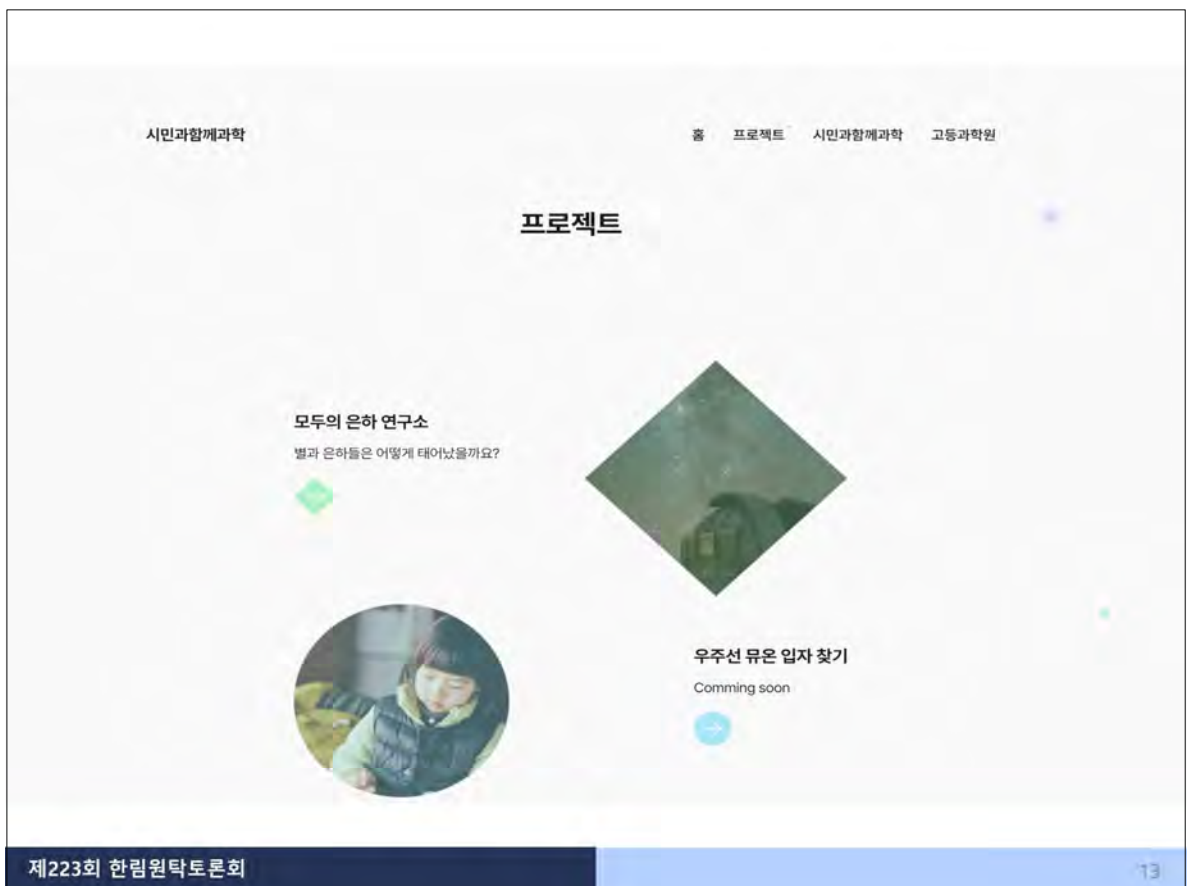 시민과함께과학
홈 프로젝트 시민과함께과학 고등과학원
프로젝트
모두의 은하 연구소
별과 은하들은 어떻게 태어났을까요?
우주선 뮤온 입자 찾기
Comming soon
제223회 한림원탁토론회
13